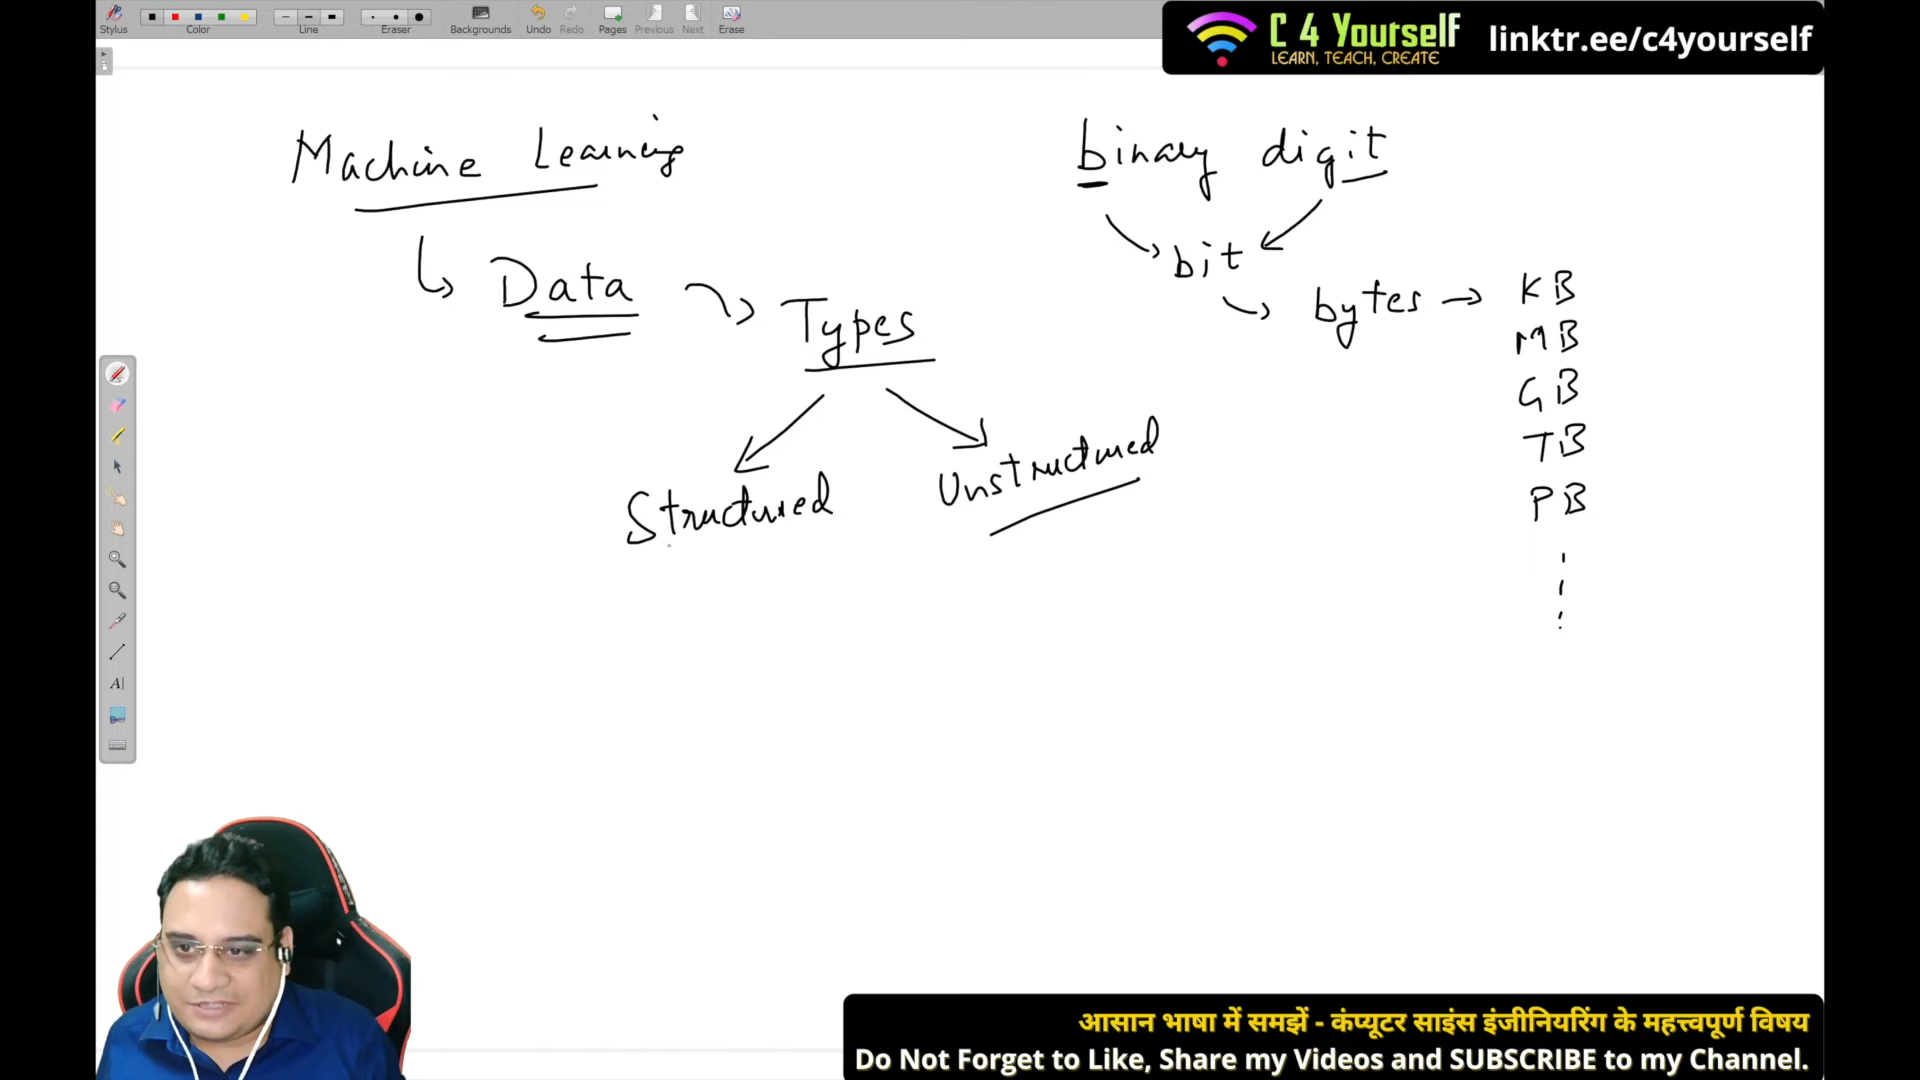 Stylus Color Line Eraser Backgrounds Undo Redo Pages Previous Next Erase
C 4 Yourself
LEARN, TEACH, CREATE
linktr.ee/c4yourself
Machine Learning
Data
Types
Structured
Unstructured
binary digit
bit
bytes
KB
MB
GB
TB
PB
आसान भाषा में समझें - कंप्यूटर साइंस इंजीनियरिंग के महत्त्वपूर्ण विषय
Do Not Forget to Like, Share my Videos and SUBSCRIBE to my Channel.